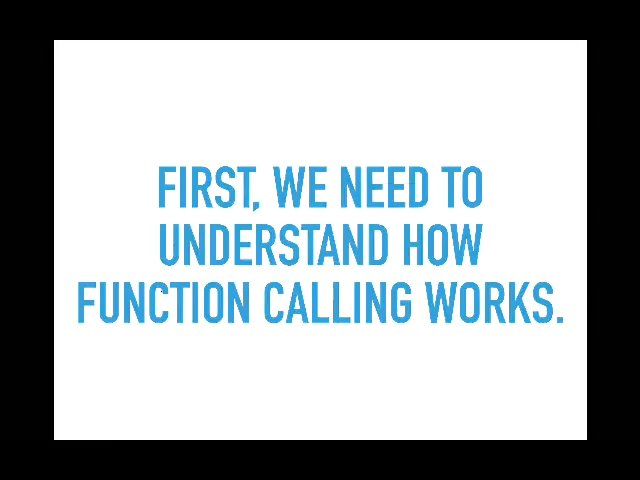 FIRST, WE NEED TO
UNDERSTAND HOW
FUNCTION CALLING WORKS.